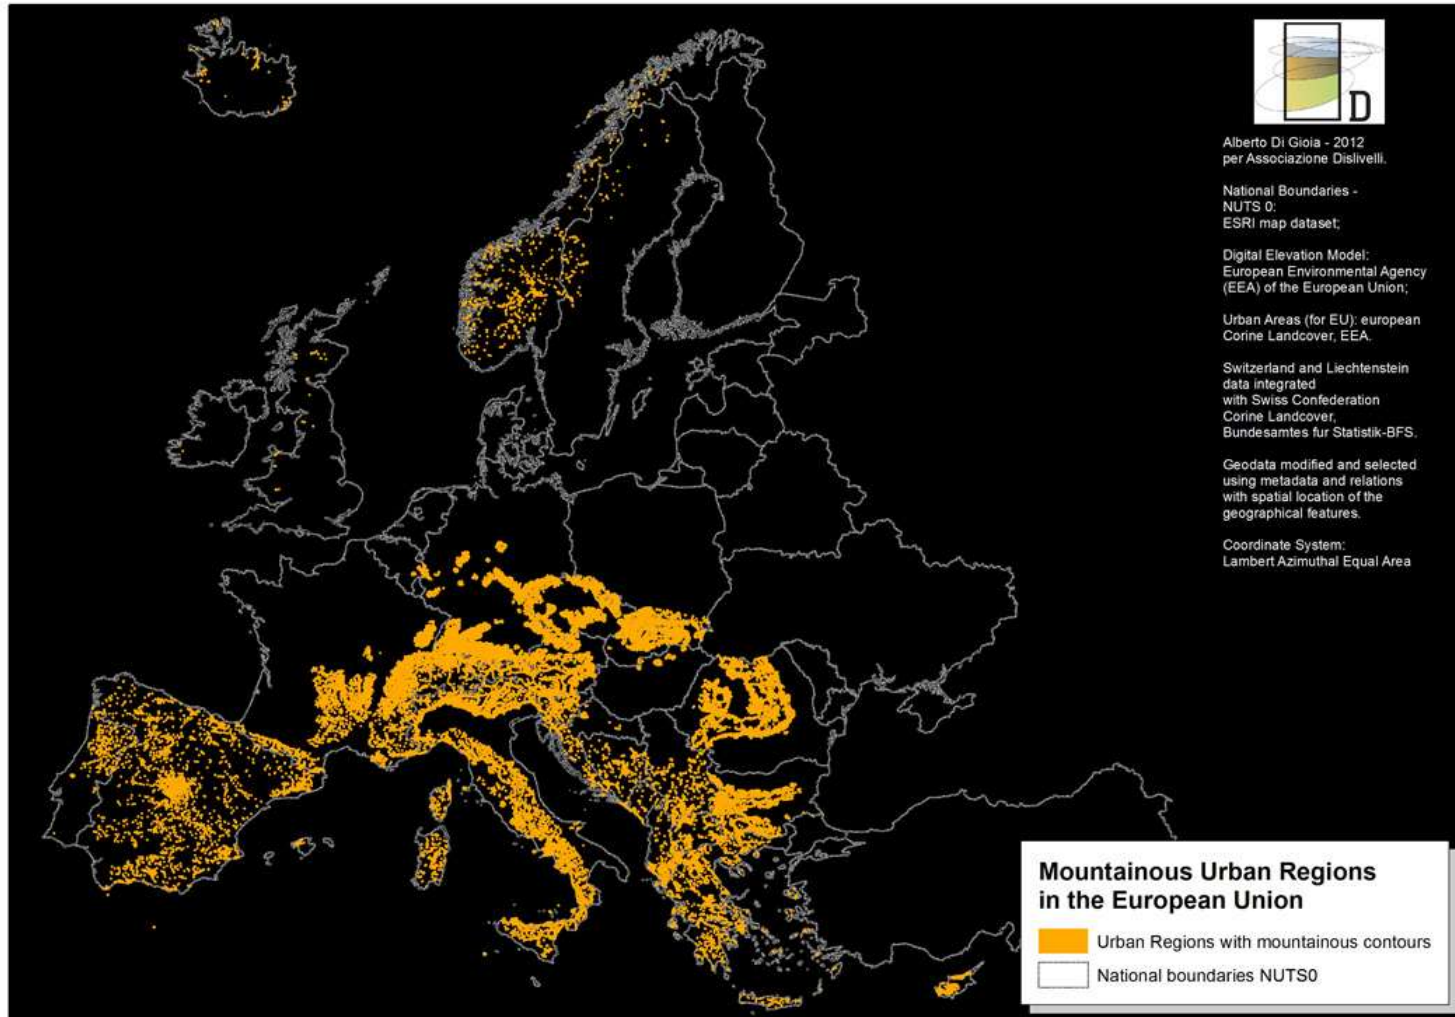 D
Alberto Di Gioia - 2012
per Associazione Dislivelli.
National Boundaries -
NUTS 0:
ESRI map dataset;
Digital Elevation Model:
European Environmental Agency
(EEA) of the European Union;
Urban Areas (for EU): european
Corine Landcover, EEA.
Switzerland and Liechtenstein
data integrated
with Swiss Confederation
Corine Landcover,
Bundesamtes fur Statistik-BFS.
Geodata modified and selected
using metadata and relations
with spatial location of the
geographical features.
Coordinate System:
Lambert Azimuthal Equal Area
Mountainous Urban Regions
in the European Union
Urban Regions with mountainous contours
National boundaries NUTS0